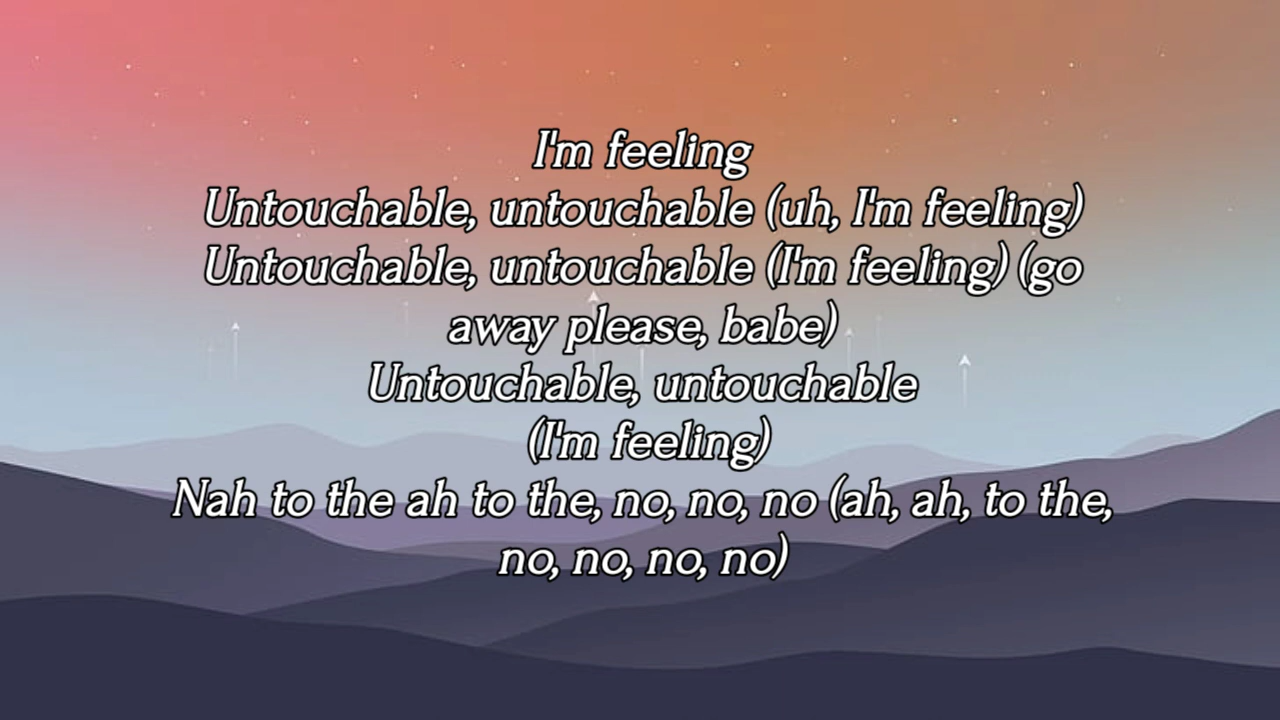 I'm feeling
Untouchable, untouchable (uh, I'm feeling)
Untouchable, untouchable (I'm feeling) (go
away please, babe)
Untouchable, untouchable
(I'm feeling)
Nah to the ah to the, no, no, no (ah, ah, to the,
no, no, no, no)